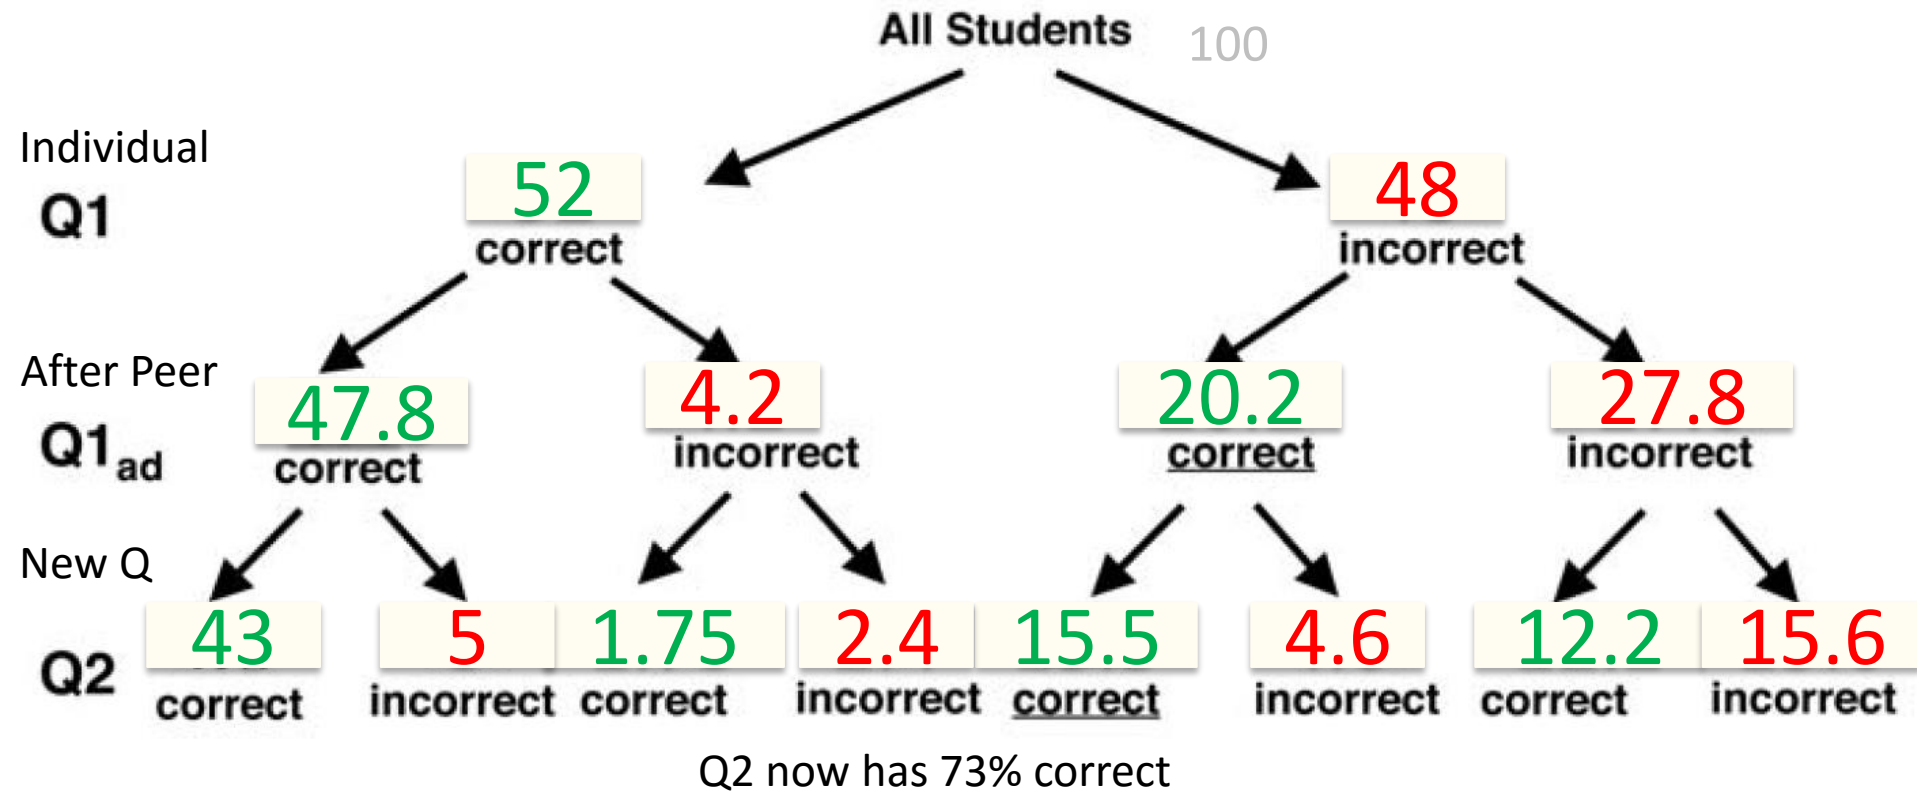 All Students 100
Individual
Q1
52 48
correct incorrect
After Peer
Q1ad
47.8 4.2 20.2 27.8
correct incorrect correct incorrect
New Q
Q2
43 5 1.75 2.4 15.5 4.6 12.2 15.6
correct incorrect correct incorrect correct incorrect correct incorrect
Q2 now has 73% correct